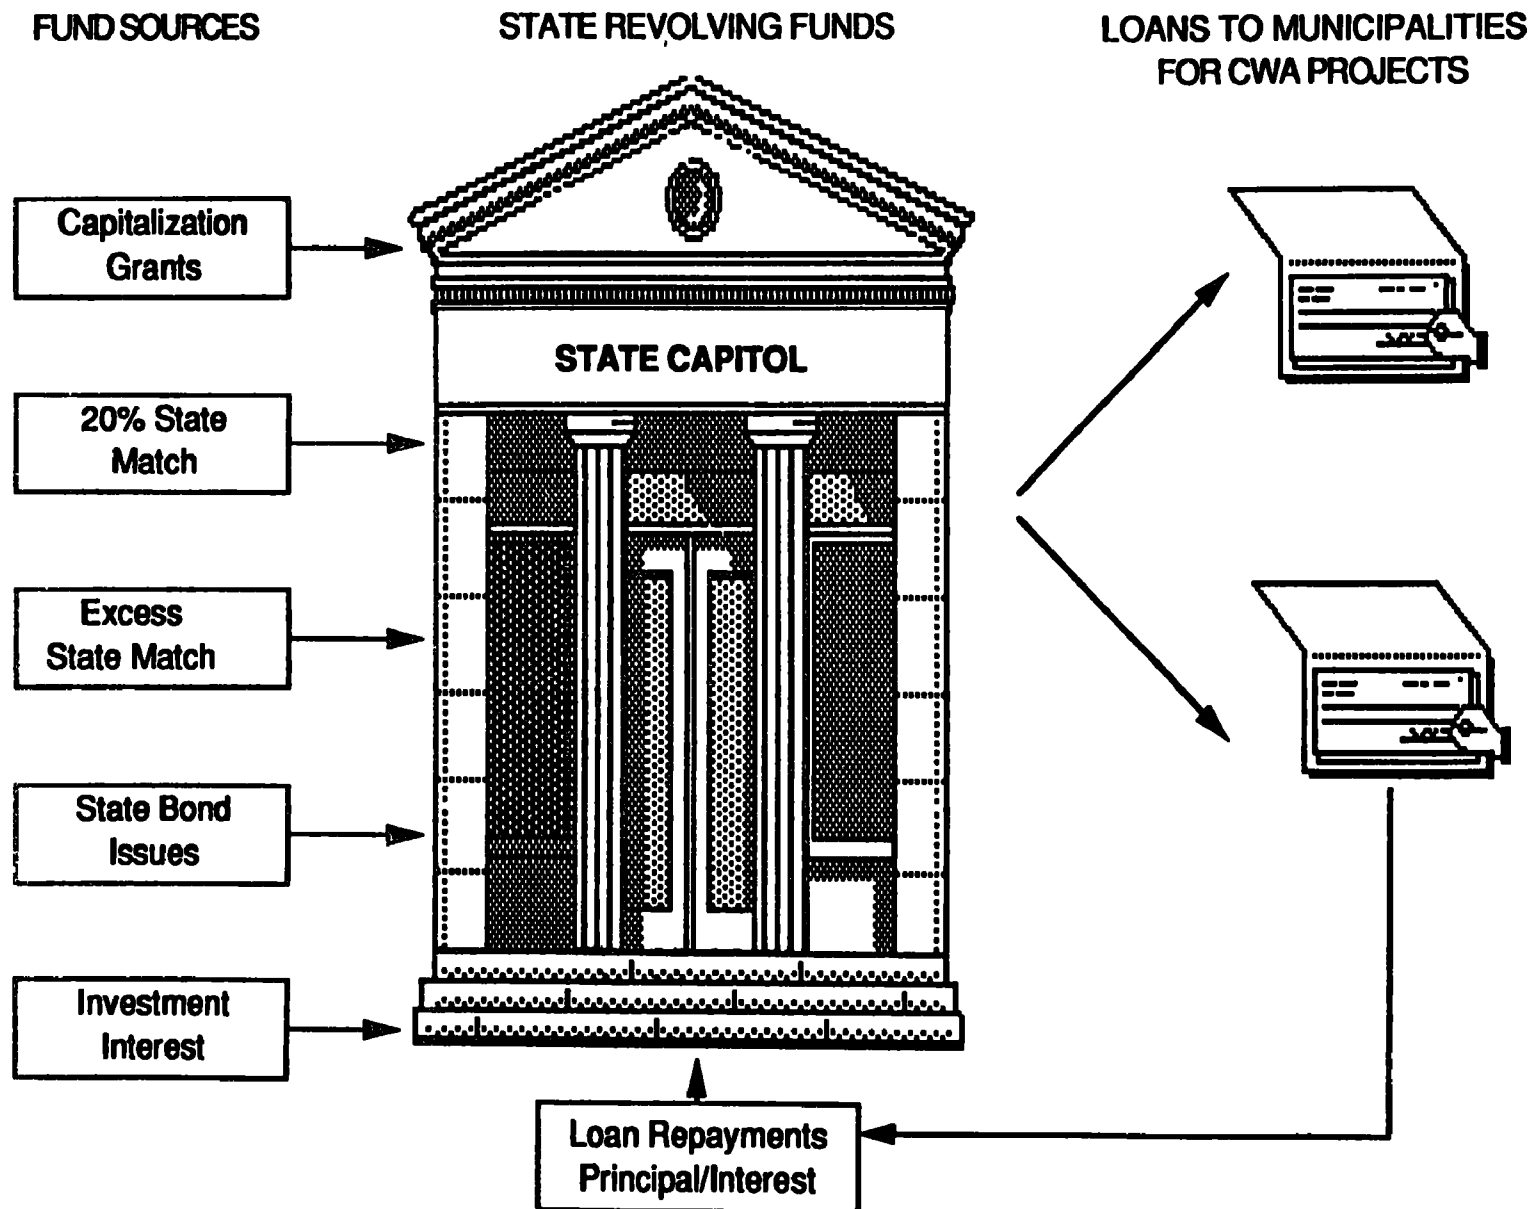 FUND SOURCES
STATE REVOLVING FUNDS
LOANS TO MUNICIPALITIES
FOR CWA PROJECTS
Capitalization
Grants
20% State
Match
Excess
State Match
State Bond
Issues
Investment
Interest
STATE CAPITOL
Loan Repayments
Principal/Interest